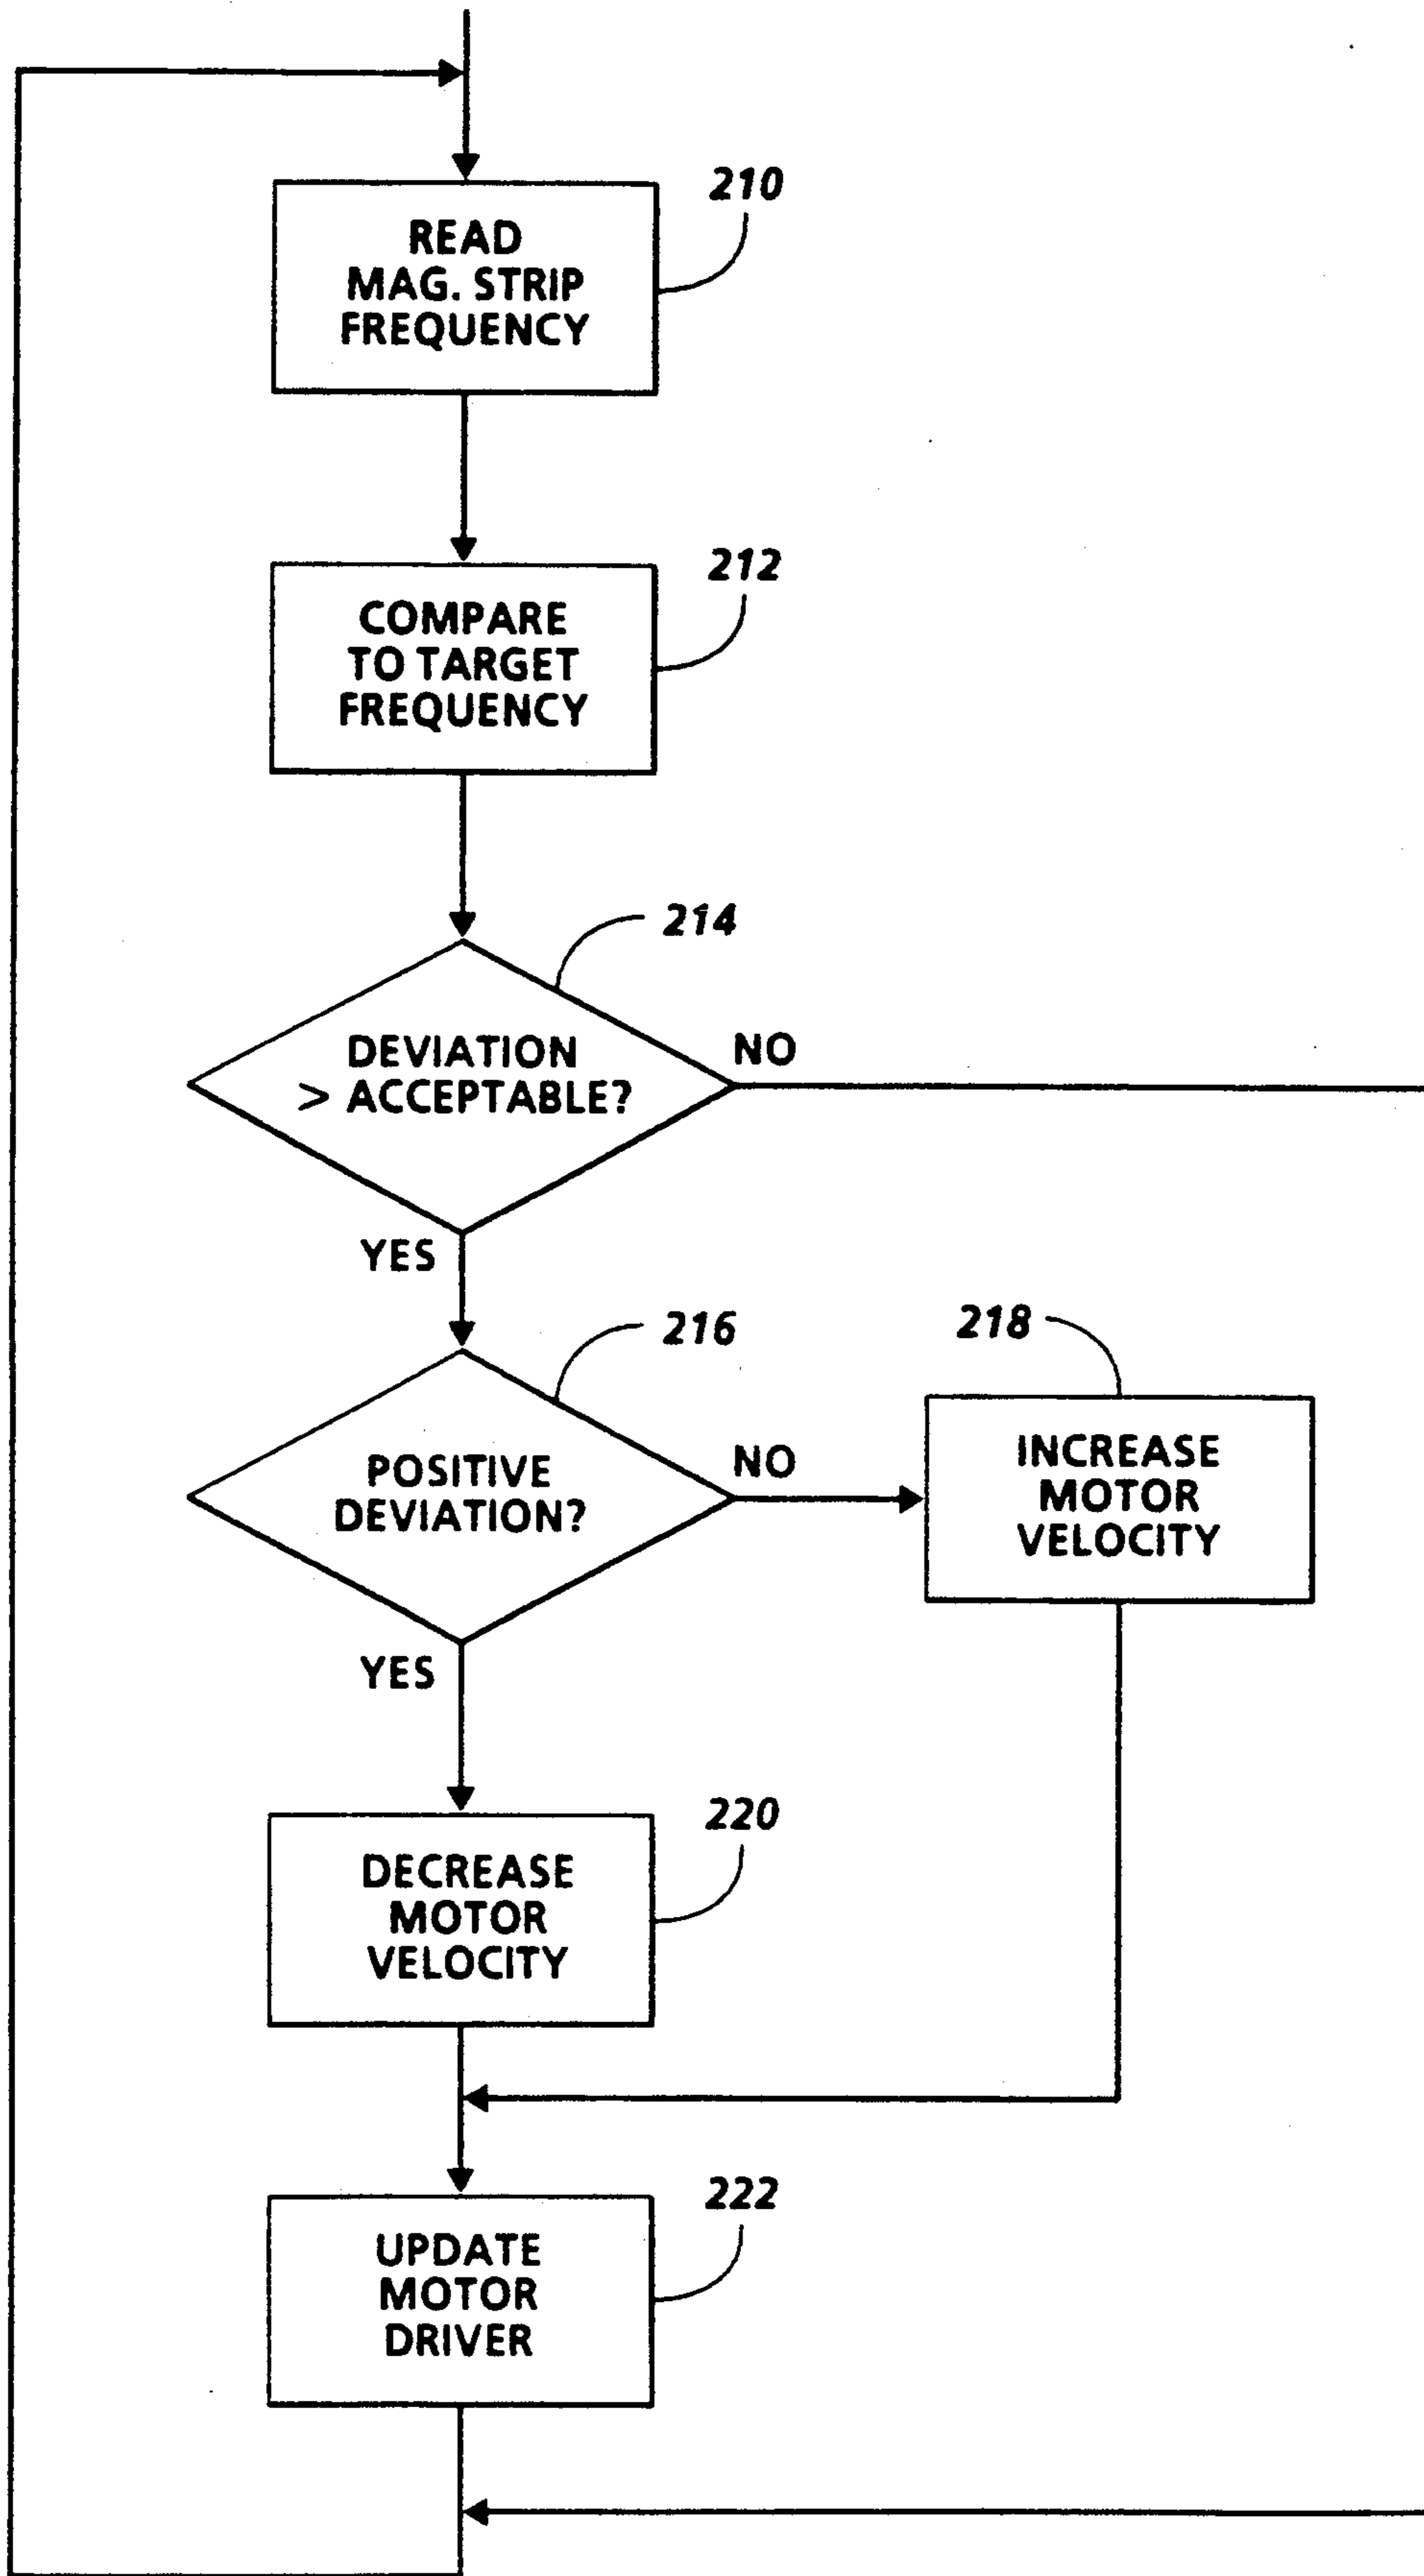 210
READ
MAG. STRIP
FREQUENCY
212
COMPARE
TO TARGET
FREQUENCY
214
DEVIATION
> ACCEPTABLE?
NO
YES
216
218
POSITIVE
DEVIATION?
NO
INCREASE
MOTOR
VELOCITY
YES
220
DECREASE
MOTOR
VELOCITY
222
UPDATE
MOTOR
DRIVER